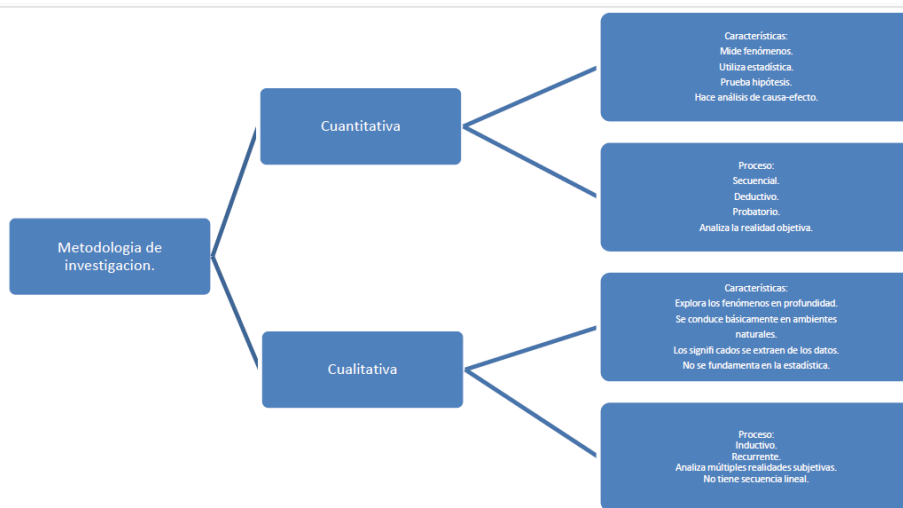 Metodologia de
investigacion.
Cuantitativa
Características:
Mide fenómenos.
Utiliza estadística.
Prueba hipótesis.
Hace análisis de causa-efecto.
Proceso:
Secuencial.
Deductivo.
Probatorio.
Analiza la realidad objetiva.
Cualitativa
Características:
Explora los fenómenos en profundidad.
Se conduce básicamente en ambientes
naturales.
Los signifi cados se extraen de los datos.
No se fundamenta en la estadística.
Proceso:
Inductivo.
Recurrente.
Analiza múltiples realidades subjetivas.
No tiene secuencia lineal.